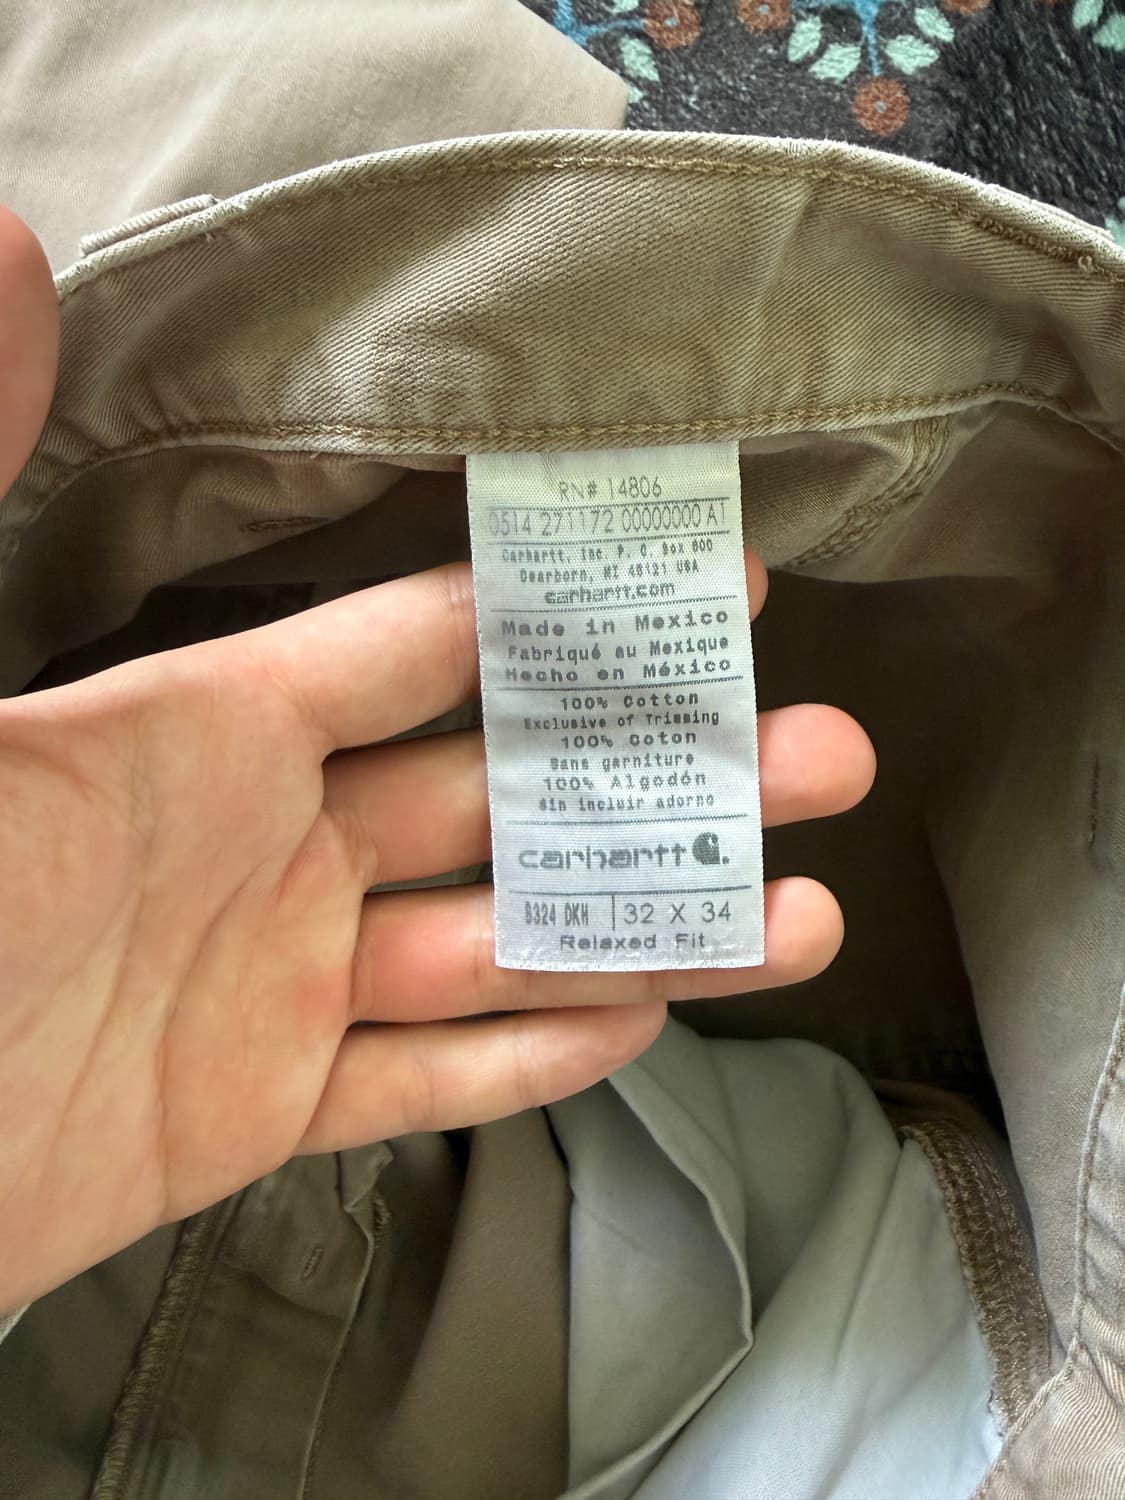 RN# 14806
0514 271172 00000000 A1
Carhartt, Inc. P. O. Box 600
Dearborn, MI 48121 USA
carhartt.com
Made in Mexico
Fabriqué au Mexique
Hecho en México
100% Cotton
Exclusive of Trimming
100% Coton
Sans garniture
100% Algodón
sin incluir adorno
carhartt
B324 DKH 32 X 34
Relaxed Fit